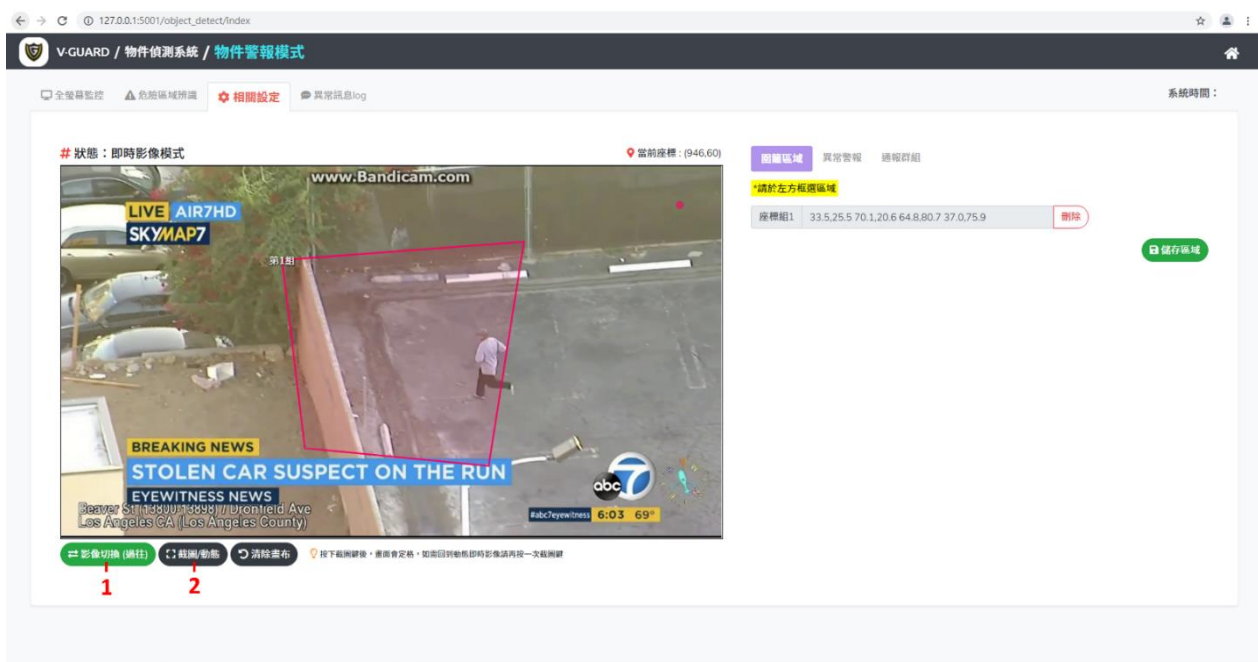 127.0.0.1:5001/object_detect/index
V-GUARD / 物件偵測系統 / 物件警報模式
全螢幕監控 危險區域辨識 相關設定 異常訊息log 系統時間：
# 狀態：即時影像模式 當前座標 : (946,60)
圍籬區域 異常警報 通報群組
*請於左方框選區域
座標組1 33.5,25.5 70.1,20.6 64.8,80.7 37.0,75.9 刪除
儲存區域
www.Bandicam.com
LIVE AIR7HD
SKYMAP7
第1組
BREAKING NEWS
STOLEN CAR SUSPECT ON THE RUN
EYEWITNESS NEWS
abc 7
Beaver St (13800-13898) / Dronfield Ave
Los Angeles CA (Los Angeles County)
#abc7eyewitness 6:03 69°
影像切換 (過往) 截圖/動態 清除畫布 按下截圖鍵後，畫面會定格，如需回到動態即時影像請再按一次截圖鍵
1 2